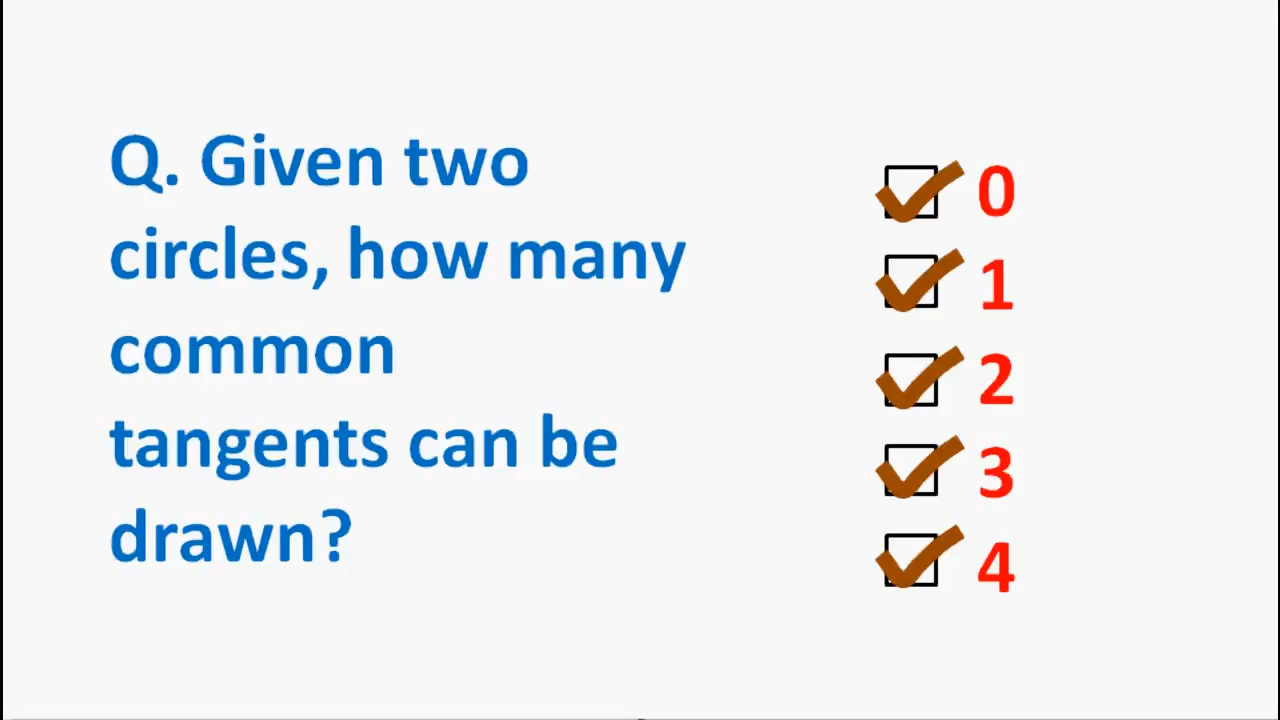 Q. Given two
circles, how many
common
tangents can be
drawn?
0
1
2
3
4